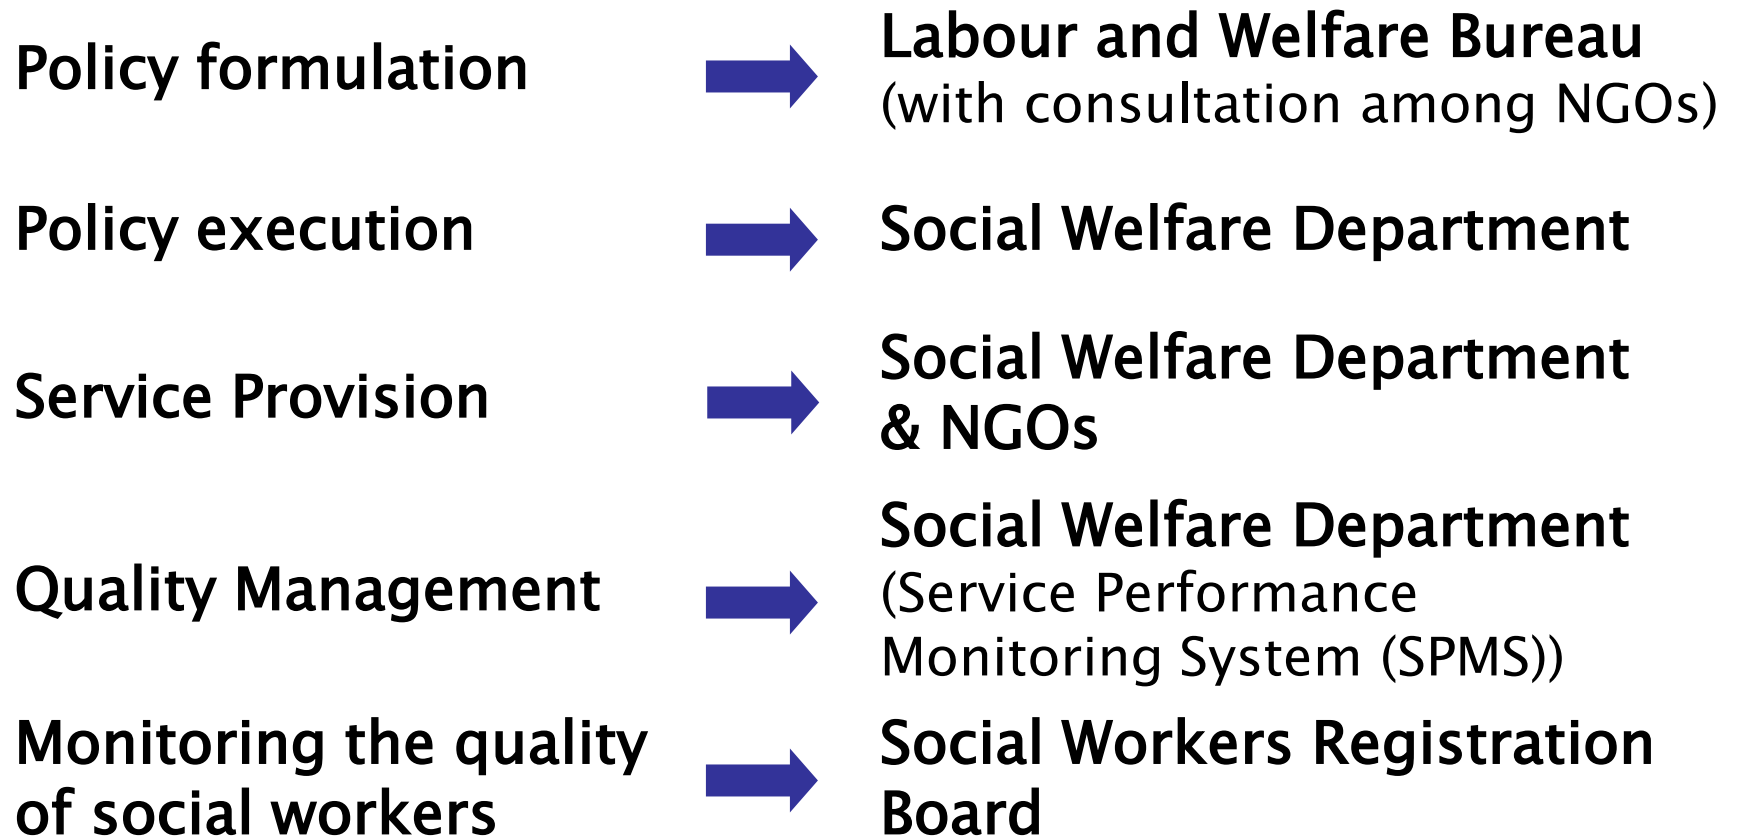 Policy formulation
Labour and Welfare Bureau
(with consultation among NGOs)
Policy execution
Social Welfare Department
Service Provision
Social Welfare Department
& NGOs
Quality Management
Social Welfare Department
(Service Performance
Monitoring System (SPMS))
Monitoring the quality
of social workers
Social Workers Registration
Board